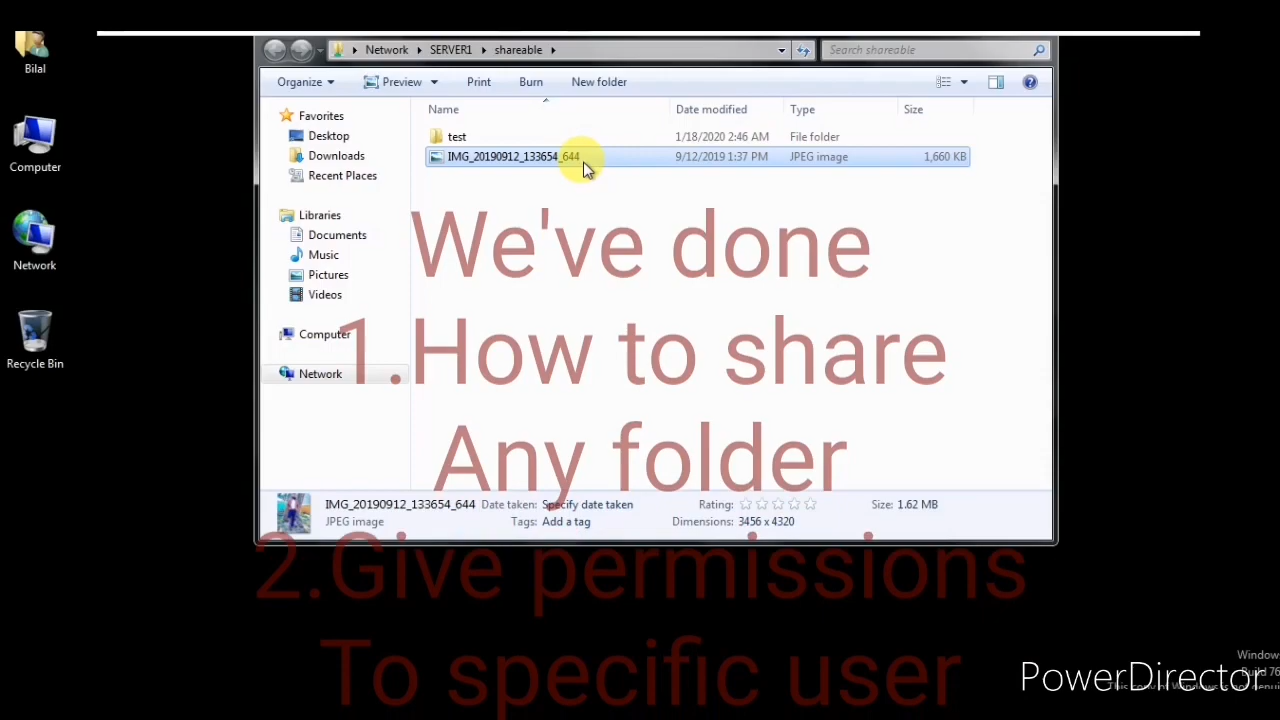 Bilal
Computer
Network
Recycle Bin
Network SERVER1 shareable
Search shareable
Organize Preview Print Burn New folder
Name Date modified Type Size
test 1/18/2020 2:46 AM File folder
IMG_20190912_133654_644 9/12/2019 1:37 PM JPEG image 1,660 KB
Favorites
Desktop
Downloads
Recent Places
Libraries
Documents
Music
Pictures
Videos
Computer
Network
We've done
1.How to share
Any folder
2.Give permissions
To specific user
IMG_20190912_133654_644 Date taken: Specify date taken Rating: Size: 1.62 MB
JPEG image Tags: Add a tag Dimensions: 3456 x 4320
Window
Build 76
PowerDirector